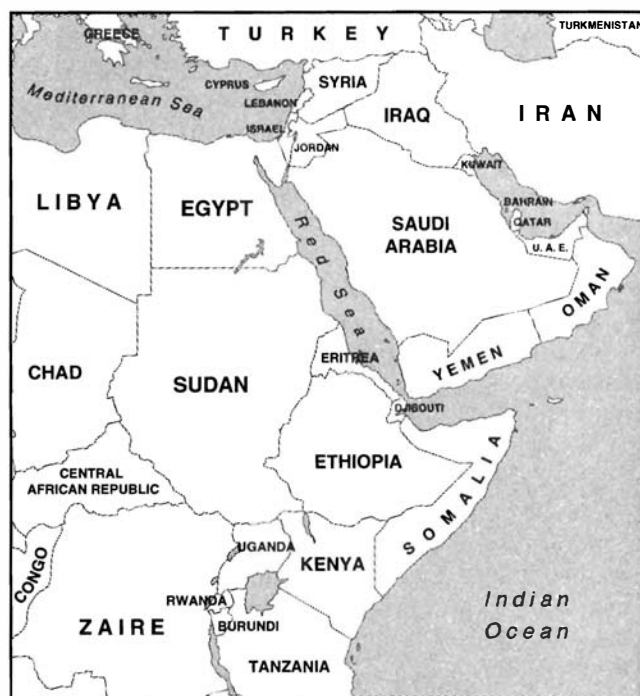 TURKEY
TURKMENISTAN
GREECE
CYPRUS
SYRIA
Mediterranean Sea
LEBANON
IRAQ
IRAN
ISRAEL
JORDAN
KUWAIT
LIBYA
EGYPT
BAHRAIN
QATAR
SAUDI
ARABIA
U.A.E.
Red Sea
OMAN
ERITREA
YEMEN
CHAD
SUDAN
DJIBOUTI
ETHIOPIA
CENTRAL
AFRICAN REPUBLIC
SOMALIA
UGANDA
KENYA
CONGO
RWANDA
Indian
Ocean
ZAIRE
BURUNDI
TANZANIA